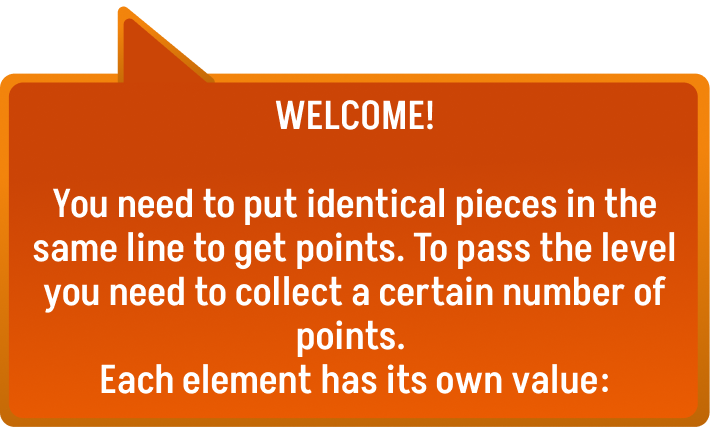 WELCOME!
You need to put identical pieces in the
same line to get points. To pass the level
you need to collect a certain number of
points.
Each element has its own value: